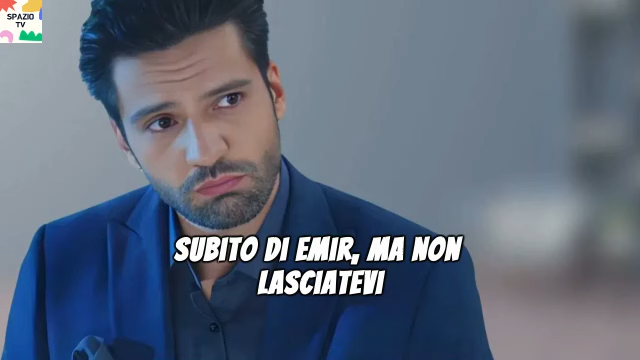 SPAZIO
TV
SUBITO DI EMIR, MA NON
LASCIATEVI